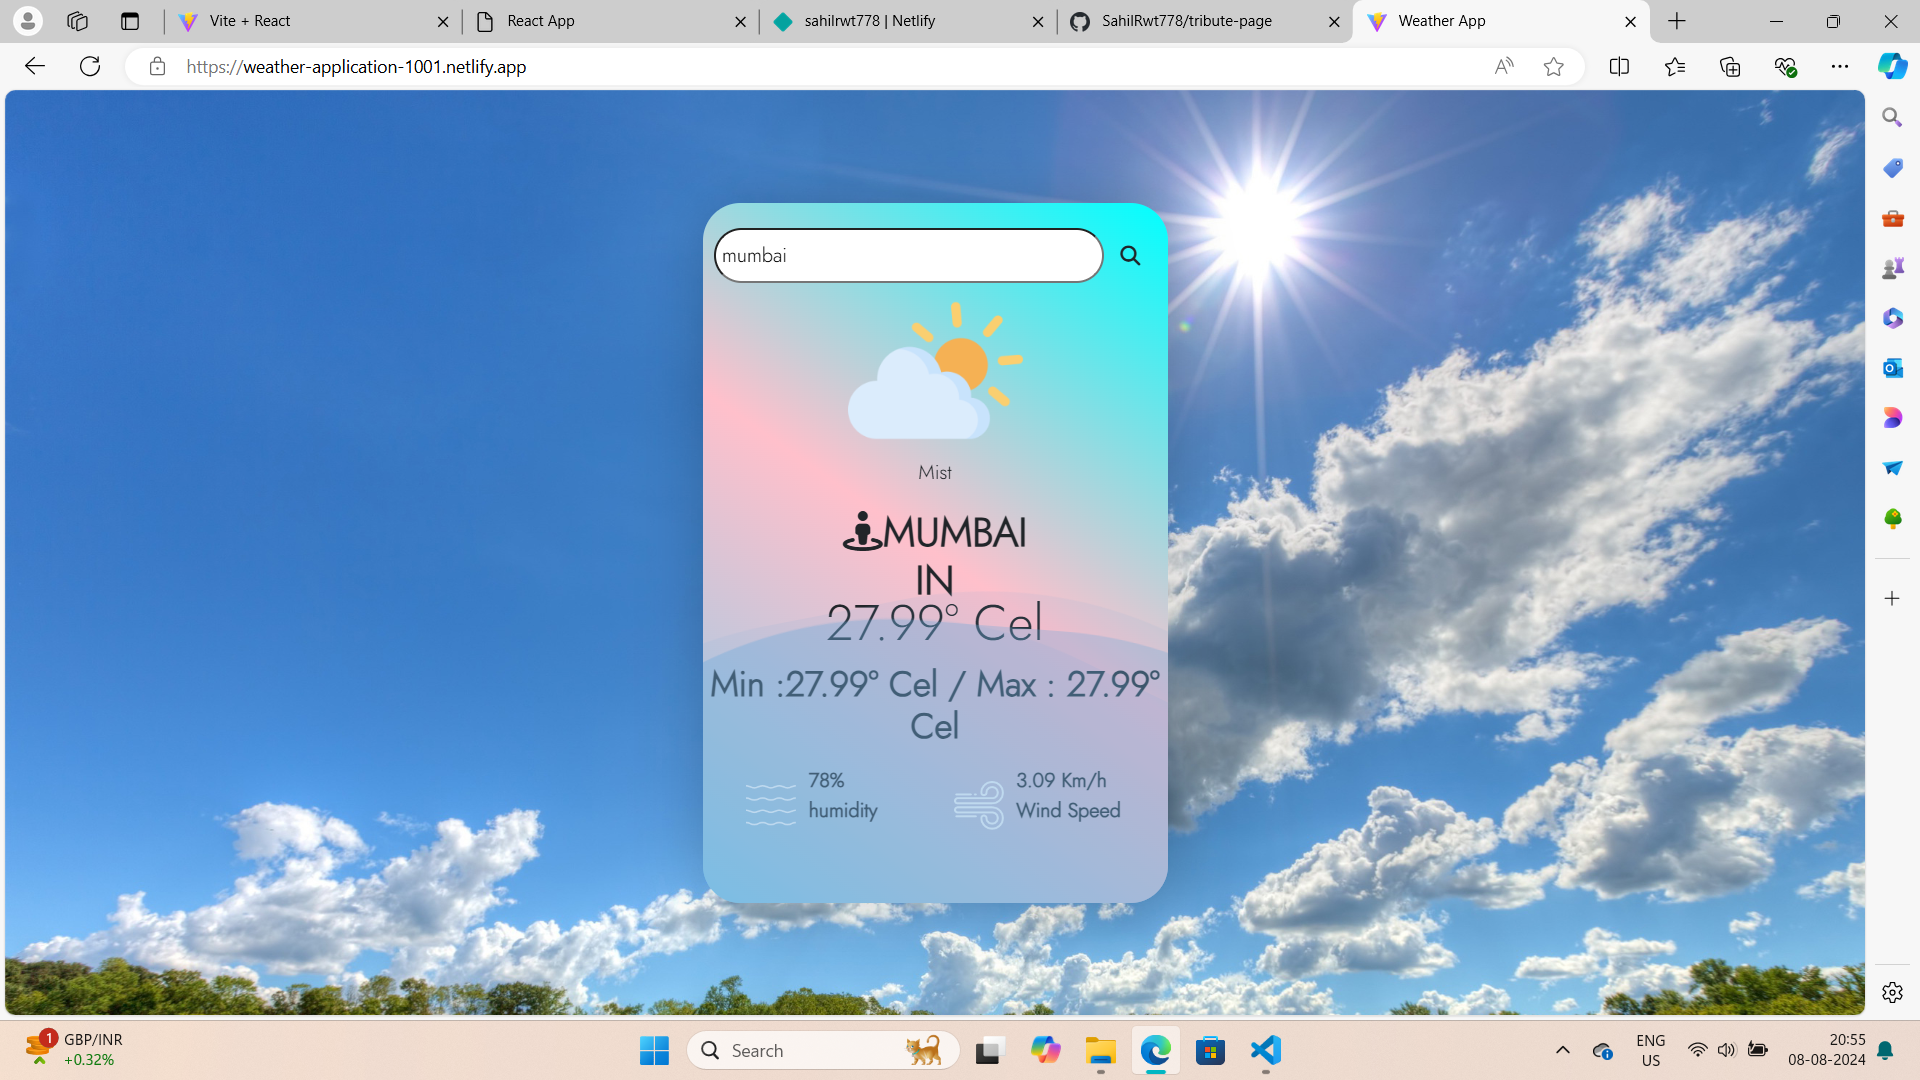 Vite + React
React App
sahilrwt778 | Netlify
SahilRwt778/tribute-page
Weather App
https://weather-application-1001.netlify.app
mumbai
Mist
MUMBAI
IN
27.99° Cel
Min :27.99° Cel / Max : 27.99°
Cel
78%
humidity
3.09 Km/h
Wind Speed
1
GBP/INR
+0.32%
Search
ENG
US
20:55
08-08-2024